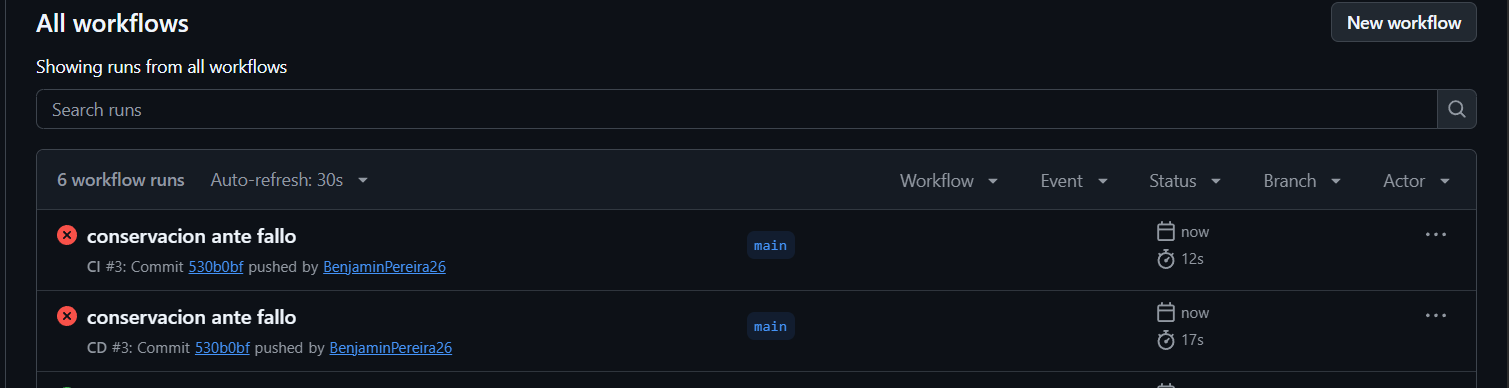 All workflows
New workflow
Showing runs from all workflows
Search runs
6 workflow runs Auto-refresh: 30s Workflow Event Status Branch Actor
conservacion ante fallo
main
now
CI #3: Commit 530b0bf pushed by BenjaminPereira26
12s
conservacion ante fallo
main
now
CD #3: Commit 530b0bf pushed by BenjaminPereira26
17s